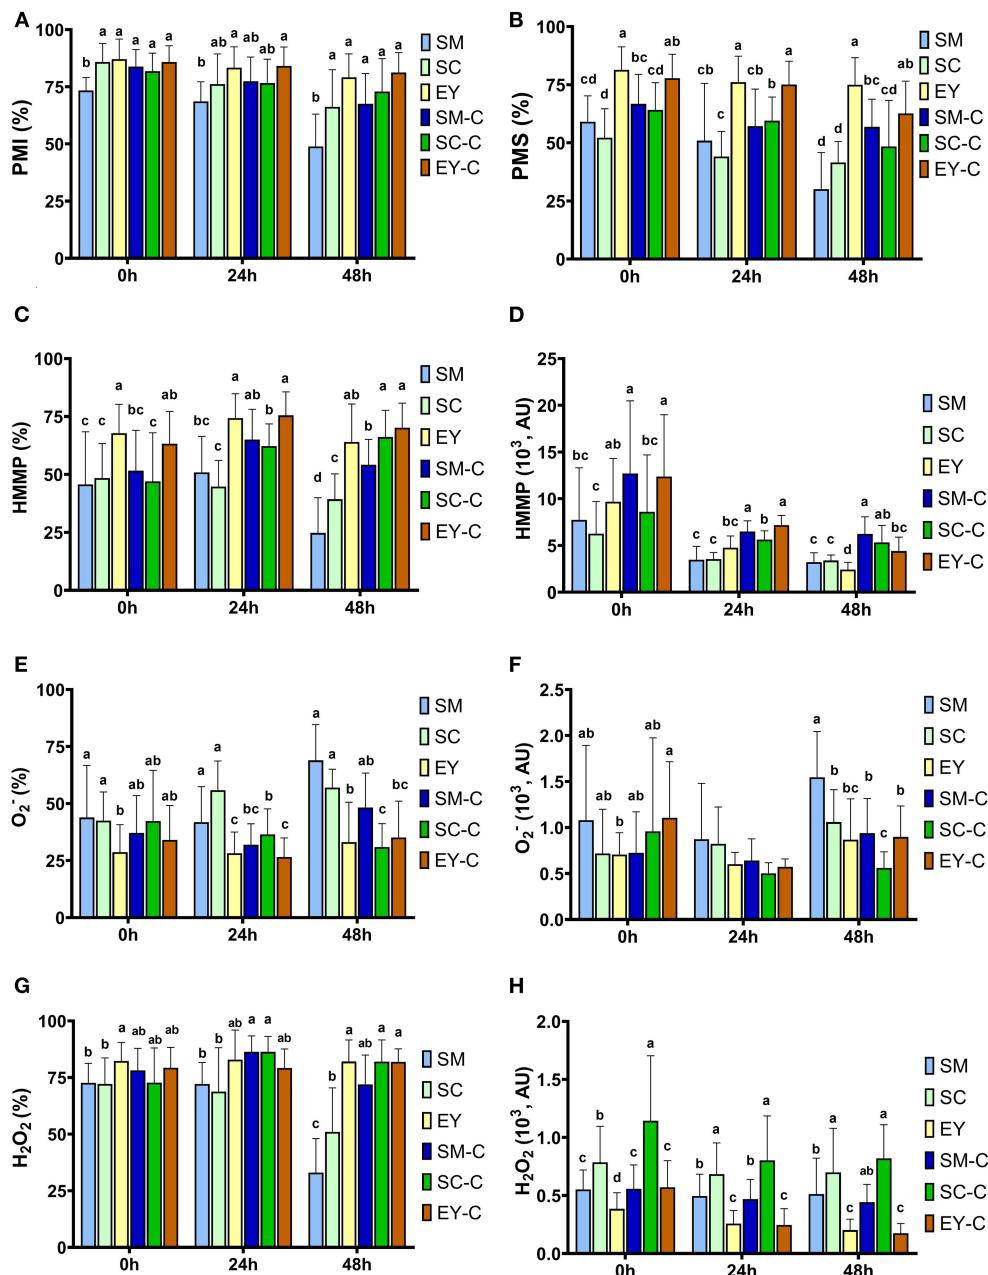 A
PMI (%)
100
75
50
25
0
b a a a a a
b ab a ab ab a
b a a a a a
0h 24h 48h
SM
SC
EY
SM-C
SC-C
EY-C
B
PMS (%)
100
75
50
25
0
cd d a bc cd ab
cb c a cb b a
d d a bc cd ab
0h 24h 48h
SM
SC
EY
SM-C
SC-C
EY-C
C
HMMP (%)
100
75
50
25
0
c c a bc c ab
bc c a ab b a
d c ab b a a
0h 24h 48h
SM
SC
EY
SM-C
SC-C
EY-C
D
HMMP (10³, AU)
25
20
15
10
5
0
bc c ab a bc a
c c bc a b a
c c d a ab bc
0h 24h 48h
SM
SC
EY
SM-C
SC-C
EY-C
E
O₂⁻ (%)
100
75
50
25
0
a a b ab ab ab
a a c bc b c
a a b ab c bc
0h 24h 48h
SM
SC
EY
SM-C
SC-C
EY-C
F
O₂⁻ (10³, AU)
2.5
2.0
1.5
1.0
0.5
0.0
ab ab b ab ab a
a b bc b c b
0h 24h 48h
SM
SC
EY
SM-C
SC-C
EY-C
G
H₂O₂ (%)
100
75
50
25
0
b b a ab ab ab
b b ab a a ab
c b a ab a a
0h 24h 48h
SM
SC
EY
SM-C
SC-C
EY-C
H
H₂O₂ (10³, AU)
2.0
1.5
1.0
0.5
0.0
c b d c a c
b a c b a c
b a c ab a c
0h 24h 48h
SM
SC
EY
SM-C
SC-C
EY-C